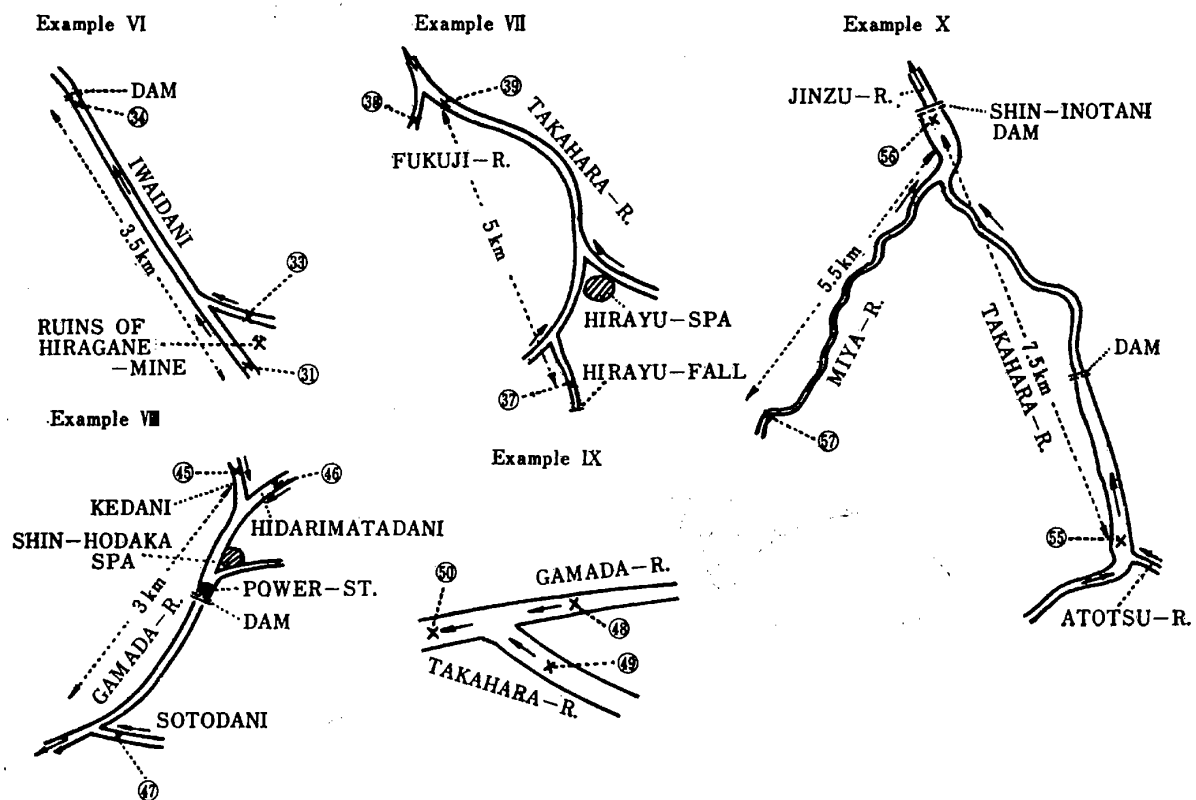 Example VI
DAM
㉞
IWAIDANI
3.5km
㉝
RUINS OF
HIRAGANE
-MINE
㉛
Example VII
㊳
㊴
TAKAHARA-R.
FUKUJI-R.
5km
HIRAYU-SPA
HIRAYU-FALL
㊲
Example X
JINZU-R.
SHIN-INOTANI
DAM
56
5.5km
MIYA-R.
7.5km
TAKAHARA-R.
DAM
57
55
ATOTSU-R.
Example VIII
㊺
㊻
KEDANI
HIDARIMATADANI
SHIN-HODAKA
SPA
POWER-ST.
DAM
3km
GAMADA-R.
SOTODANI
㊼
Example IX
㊿
GAMADA-R.
㊽
㊾
TAKAHARA-R.